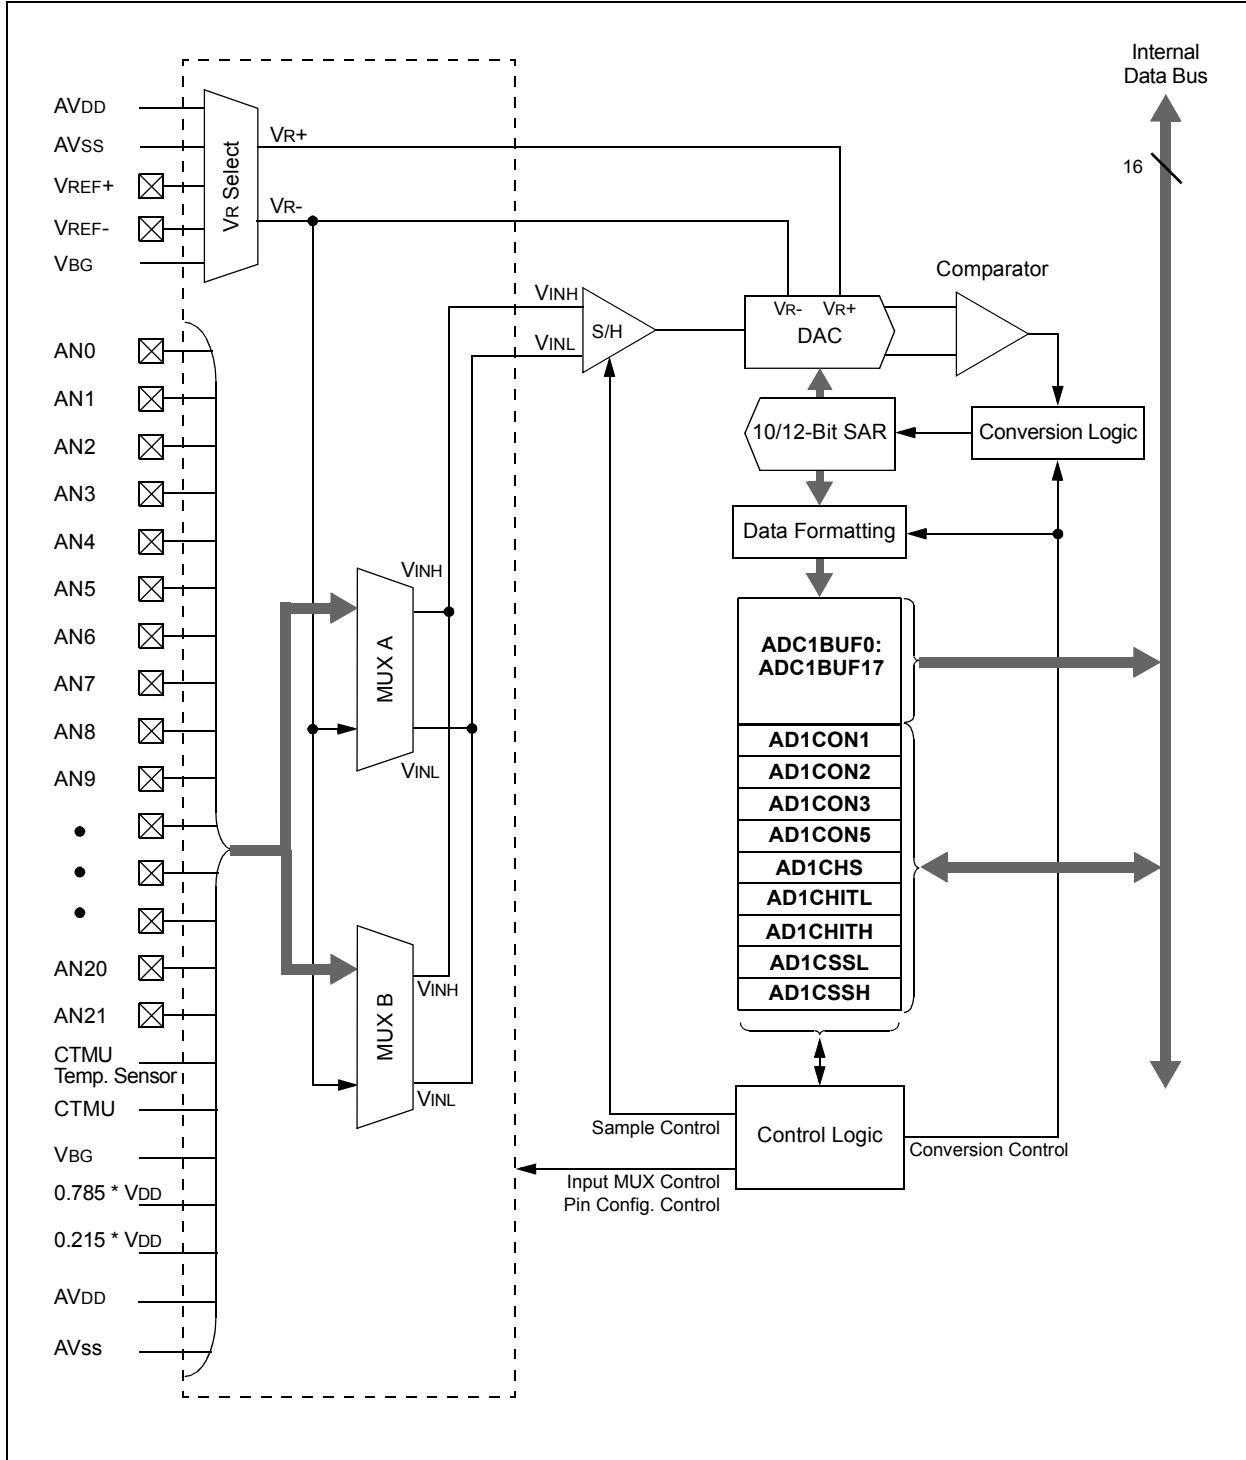 Internal
Data Bus
16
AVDD
AVSS
VREF+
VREF-
VBG
VR Select
VR+
VR-
Comparator
VINH
VINL
S/H
VR- VR+
DAC
10/12-Bit SAR
Conversion Logic
Data Formatting
AN0
AN1
AN2
AN3
AN4
AN5
AN6
AN7
AN8
AN9
AN20
AN21
CTMU
Temp. Sensor
CTMU
VBG
0.785 * VDD
0.215 * VDD
AVDD
AVss
VINH
MUX A
VINL
VINH
MUX B
VINL
ADC1BUF0:
ADC1BUF17
AD1CON1
AD1CON2
AD1CON3
AD1CON5
AD1CHS
AD1CHITL
AD1CHITH
AD1CSSL
AD1CSSH
Sample Control
Control Logic
Conversion Control
Input MUX Control
Pin Config. Control